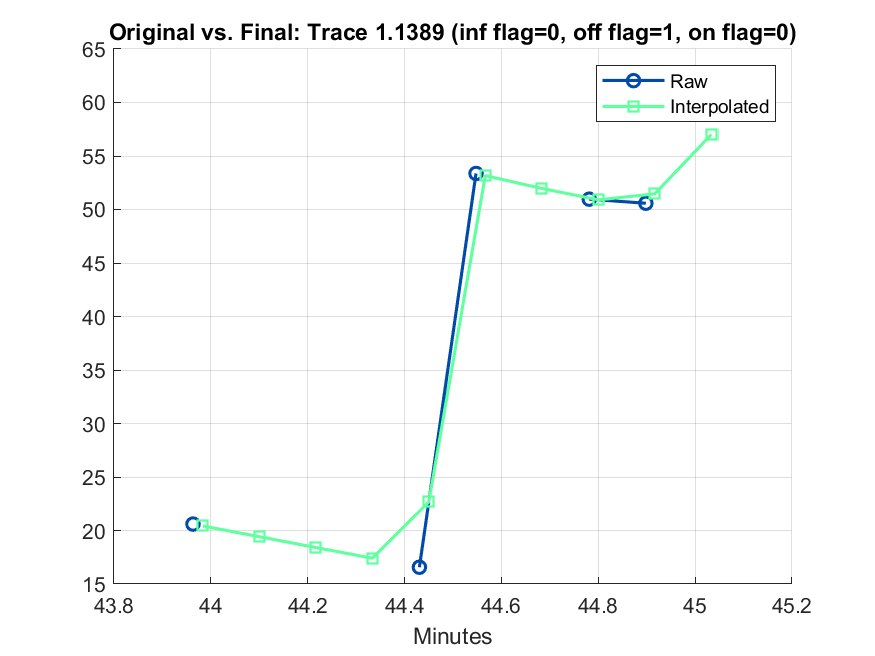 Original vs. Final: Trace 1.1389 (inf flag=0, off flag=1, on flag=0)
65
60
55
50
45
40
35
30
25
20
15
Raw
Interpolated
43.8 44 44.2 44.4 44.6 44.8 45 45.2
Minutes